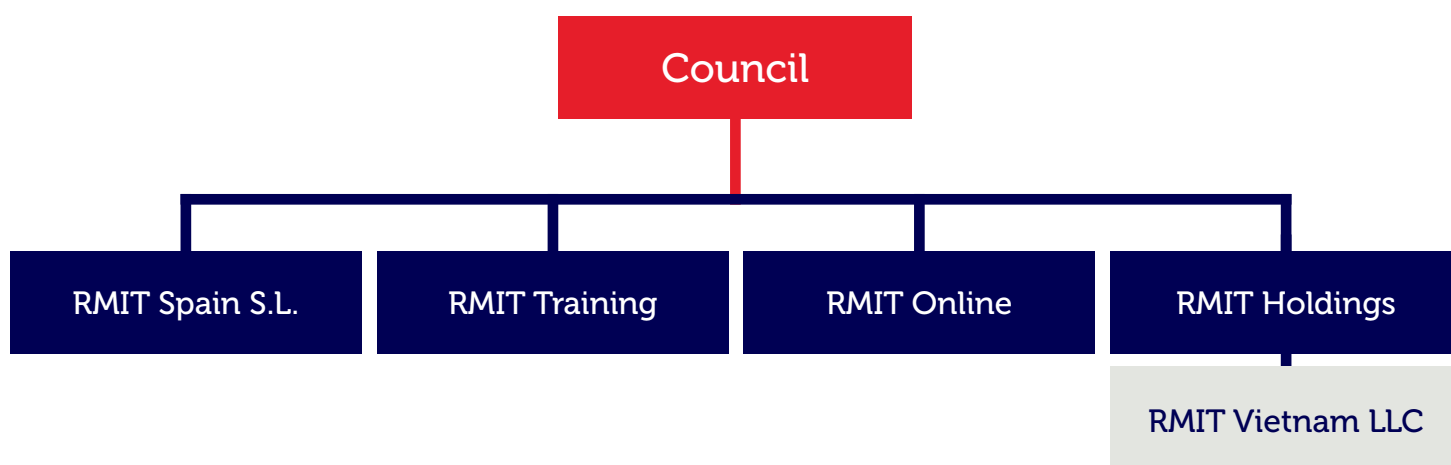 Council
RMIT Spain S.L.
RMIT Training
RMIT Online
RMIT Holdings
RMIT Vietnam LLC